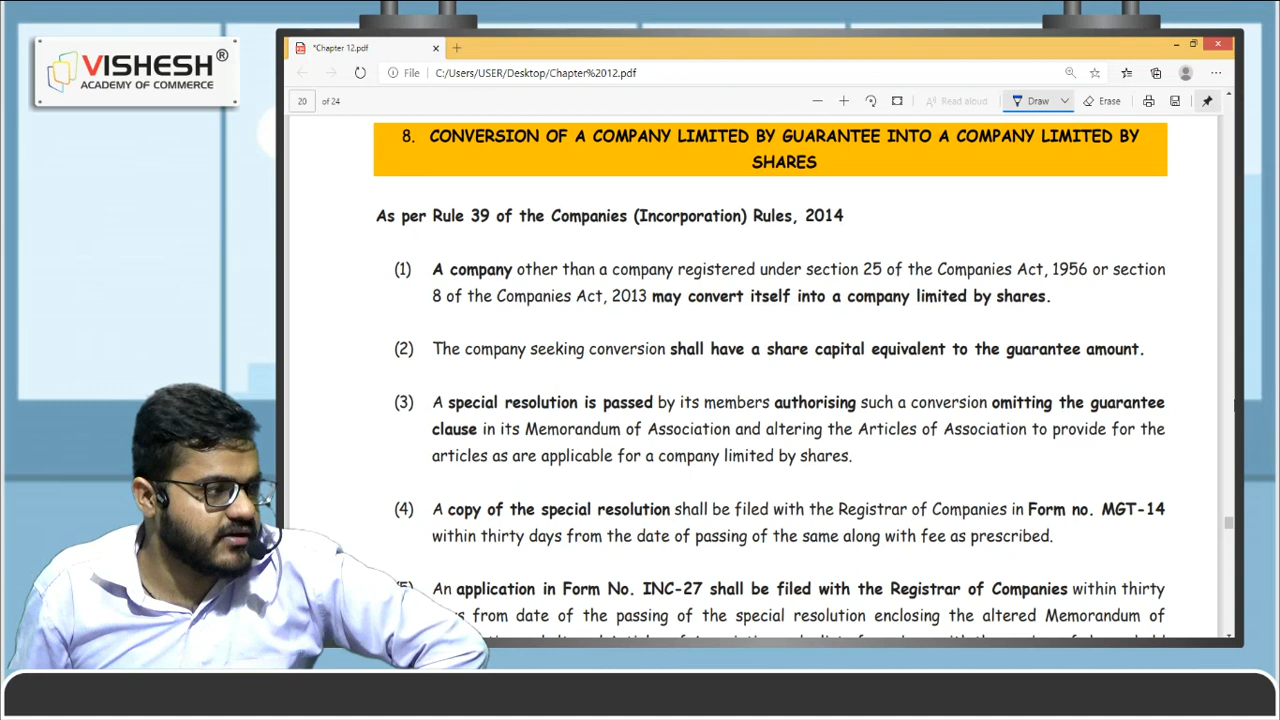 VISHESH®
ACADEMY OF COMMERCE
*Chapter 12.pdf
File
C:/Users/USER/Desktop/Chapter%2012.pdf
20 of 24
Read aloud
Draw
Erase
8. CONVERSION OF A COMPANY LIMITED BY GUARANTEE INTO A COMPANY LIMITED BY
SHARES
As per Rule 39 of the Companies (Incorporation) Rules, 2014
(1) A company other than a company registered under section 25 of the Companies Act, 1956 or section
8 of the Companies Act, 2013 may convert itself into a company limited by shares.
(2) The company seeking conversion shall have a share capital equivalent to the guarantee amount.
(3) A special resolution is passed by its members authorising such a conversion omitting the guarantee
clause in its Memorandum of Association and altering the Articles of Association to provide for the
articles as are applicable for a company limited by shares.
(4) A copy of the special resolution shall be filed with the Registrar of Companies in Form no. MGT-14
within thirty days from the date of passing of the same along with fee as prescribed.
An application in Form No. INC-27 shall be filed with the Registrar of Companies within thirty
from date of the passing of the special resolution enclosing the altered Memorandum of